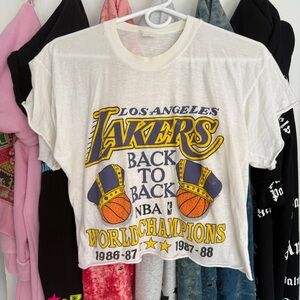 LOS ANGELES
LAKERS
BACK
TO
BACK
NBA
WORLD CHAMPIONS
1986-87 1987-88